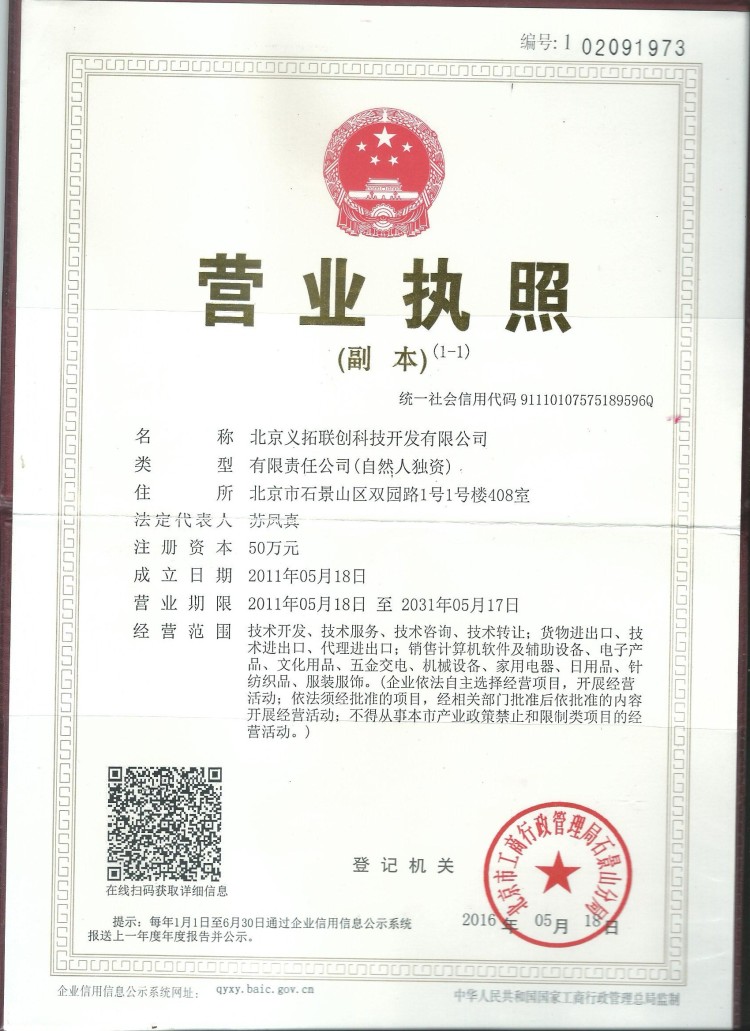 编号: 1 02091973
营业执照
(副 本)(1-1)
统一社会信用代码 91110107575189596Q
名 称 北京义拓联创科技开发有限公司
类 型 有限责任公司(自然人独资)
住 所 北京市石景山区双园路1号1号楼408室
法定代表人 苏凤真
注 册 资 本 50万元
成 立 日 期 2011年05月18日
营 业 期 限 2011年05月18日 至 2031年05月17日
经 营 范 围 技术开发、技术服务、技术咨询、技术转让；货物进出口、技
术进出口、代理进出口；销售计算机软件及辅助设备、电子产
品、文化用品、五金交电、机械设备、家用电器、日用品、针
纺织品、服装服饰。(企业依法自主选择经营项目，开展经营
活动；依法须经批准的项目，经相关部门批准后依批准的内容
开展经营活动；不得从事本市产业政策禁止和限制类项目的经
营活动。)
在线扫码获取详细信息
登 记 机 关
北京市工商行政管理局石景山分局
2016 年 05 月 18 日
提示：每年1月1日至6月30日通过企业信用信息公示系统
报送上一年度年度报告并公示。
企业信用信息公示系统网址： qyxy.baic.gov.cn
中华人民共和国国家工商行政管理总局监制